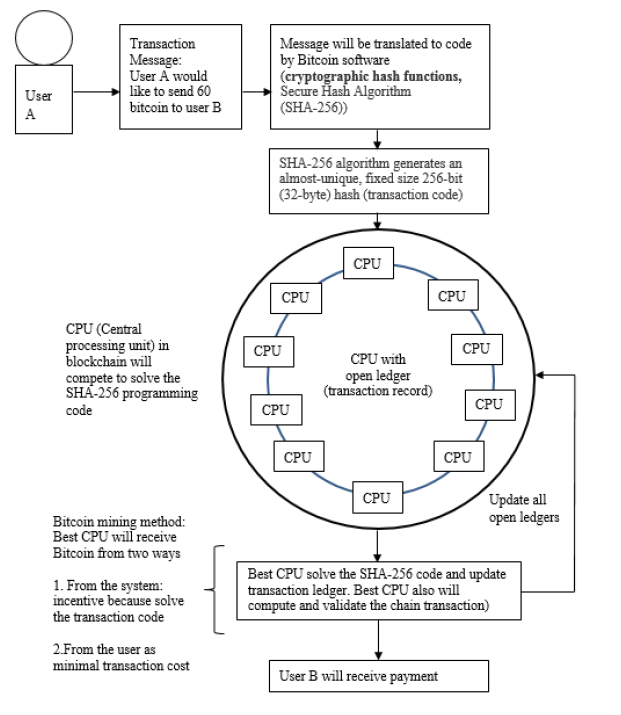 User
A
Transaction
Message:
User A would
like to send 60
bitcoin to user B
Message will be translated to code
by Bitcoin software
(cryptographic hash functions,
Secure Hash Algorithm
(SHA-256))
SHA-256 algorithm generates an
almost-unique, fixed size 256-bit
(32-byte) hash (transaction code)
CPU (Central
processing unit) in
blockchain will
compete to solve the
SHA-256 programming
code
CPU
CPU
CPU
CPU
CPU
CPU
CPU
CPU
CPU
CPU
CPU with
open ledger
(transaction record)
Update all
open ledgers
Bitcoin mining method:
Best CPU will receive
Bitcoin from two ways
1. From the system:
incentive because solve
the transaction code
2.From the user as
minimal transaction cost
Best CPU solve the SHA-256 code and update
transaction ledger. Best CPU also will
compute and validate the chain transaction)
User B will receive payment